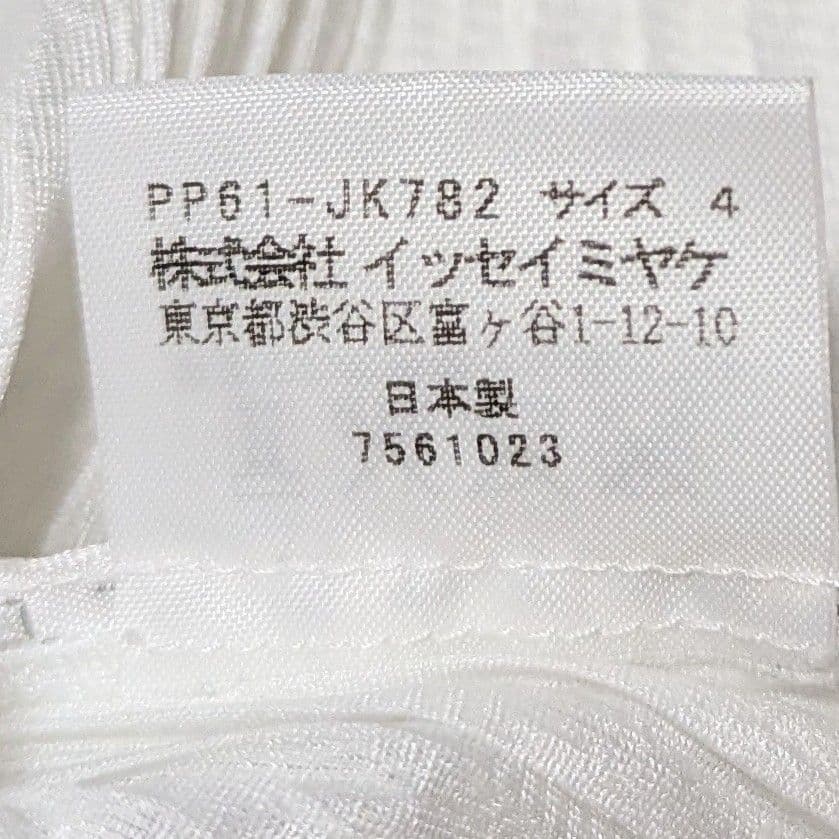 PP61-JK782 サイズ 4
株式会社 イッセイミヤケ
東京都渋谷区富ヶ谷1-12-10
日本製
7561023